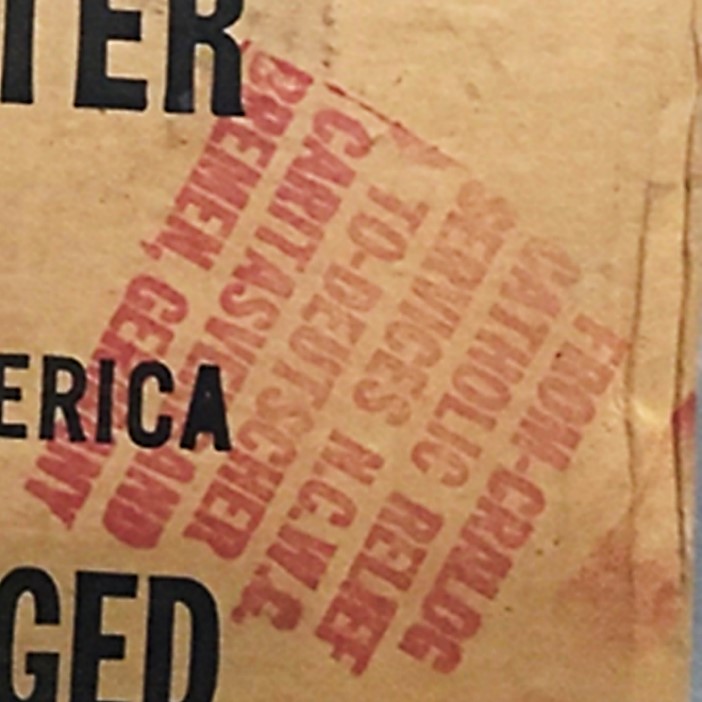 TER
ERICA
GED
FROM-CRALOG
CATHOLIC RELIEF
SERVICES N.C.W.C.
TO-DEUTSCHER
CARITASVERBAND
BREMEN, GERMANY